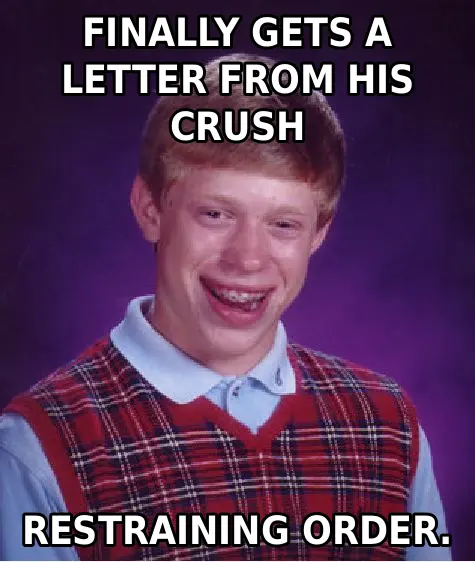 FINALLY GETS A
LETTER FROM HIS
CRUSH
RESTRAINING ORDER.